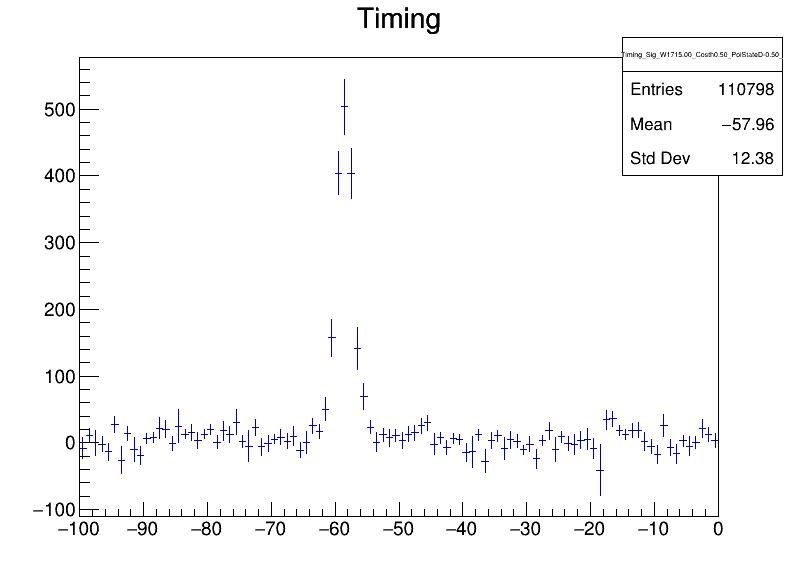 Timing
Timing_Sig_W1715.00_Costh0.50_PolStateD-0.50_
Entries 110798
Mean −57.96
Std Dev 12.38
500
400
300
200
100
0
−100
−100 −90 −80 −70 −60 −50 −40 −30 −20 −10 0